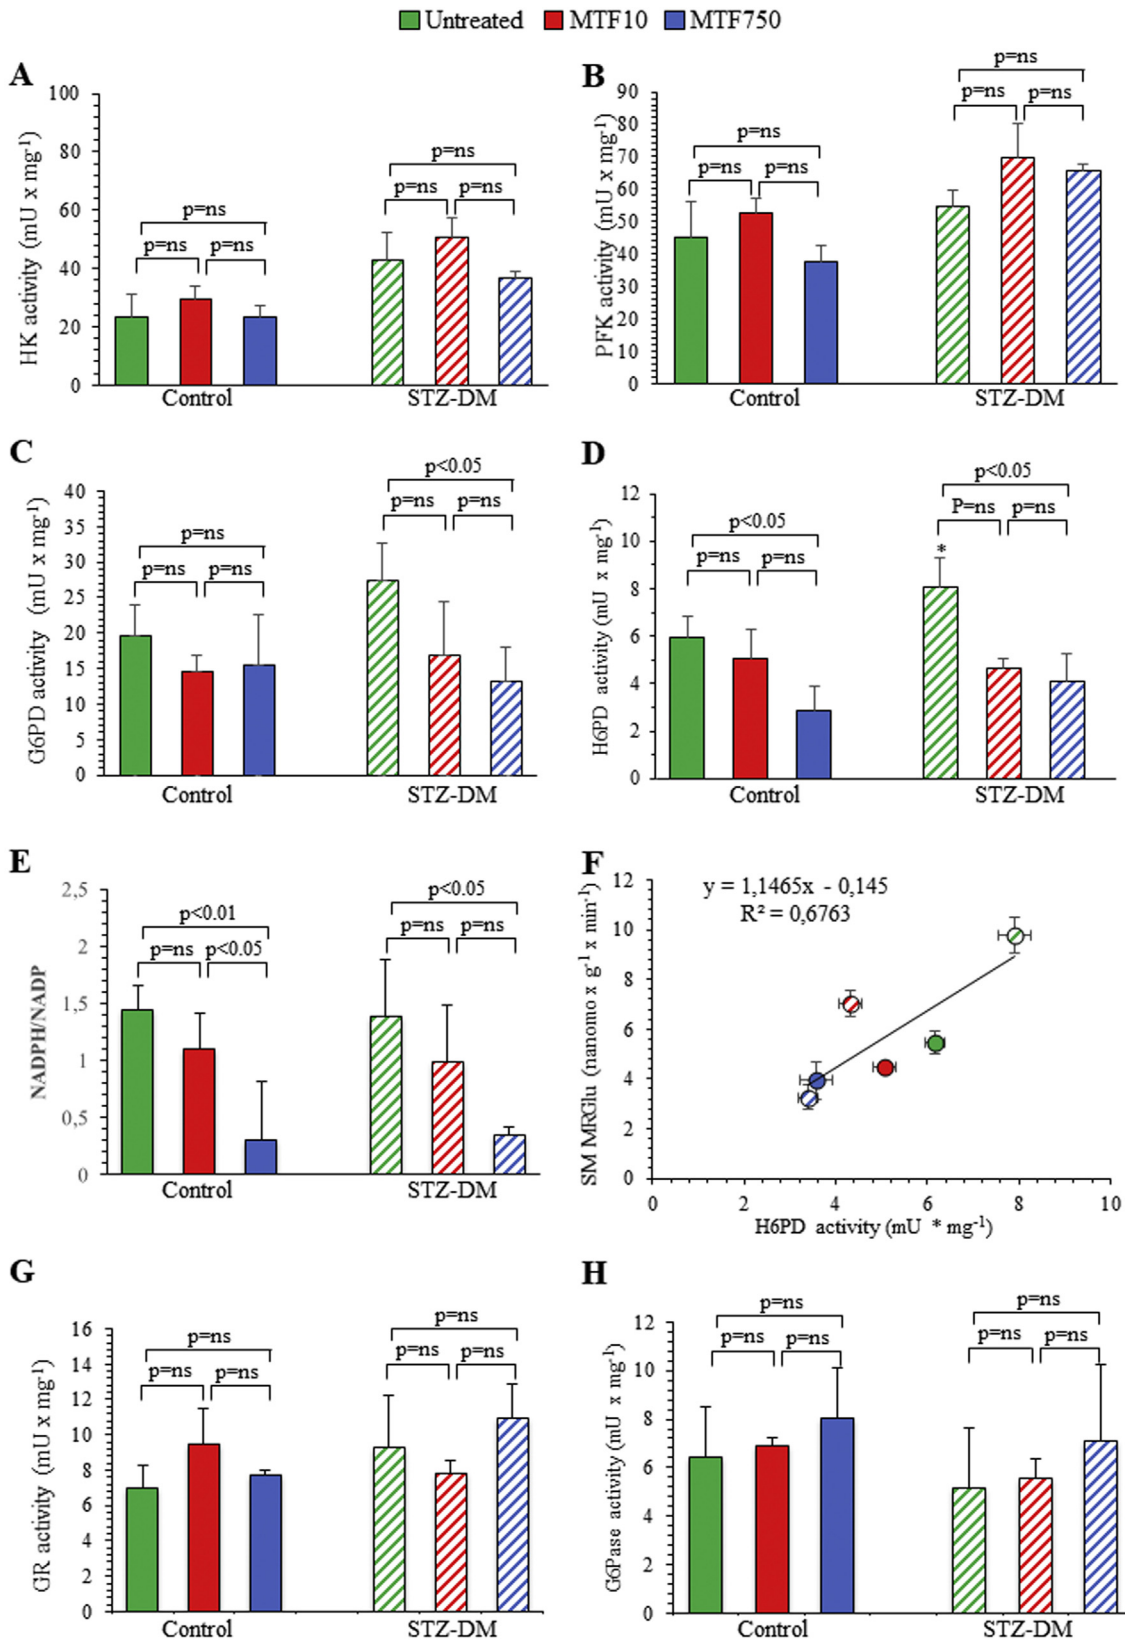 Untreated MTF10 MTF750
A
HK activity (mU x mg-1)
100
80
60
40
20
0
p=ns
p=ns p=ns
p=ns
p=ns p=ns
Control STZ-DM
B
PFK activity (mU x mg-1)
90
80
70
60
50
40
30
20
10
0
p=ns
p=ns p=ns
p=ns
p=ns p=ns
Control STZ-DM
C
G6PD activity (mU x mg-1)
40
35
30
25
20
15
10
5
0
p=ns
p=ns p=ns
p<0.05
p=ns p=ns
Control STZ-DM
D
H6PD activity (mU x mg-1)
12
10
8
6
4
2
0
p<0.05
p=ns p=ns
p<0.05
P=ns p=ns
*
Control STZ-DM
E
NADPH/NADP
2,5
2
1,5
1
0,5
0
p<0.01
p=ns p<0.05
p<0.05
p=ns p=ns
Control STZ-DM
F
SM MRGlu (nanomo x g-1 x min-1)
12
10
8
6
4
2
0
y = 1,1465x - 0,145
R² = 0,6763
0 2 4 6 8 10
H6PD activity (mU * mg-1)
G
GR activity (mU x mg-1)
16
14
12
10
8
6
4
2
0
p=ns
p=ns p=ns
p=ns
p=ns p=ns
Control STZ-DM
H
G6Pase activity (mU x mg-1)
12
10
8
6
4
2
0
p=ns
p=ns p=ns
p=ns
p=ns p=ns
Control STZ-DM